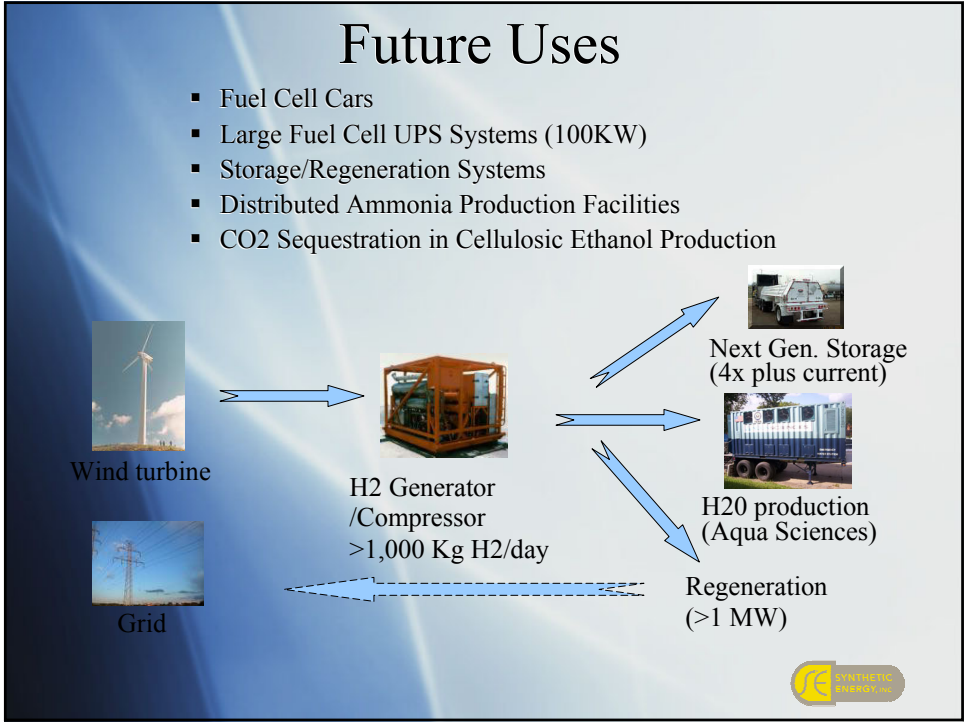 Future Uses
▪ Fuel Cell Cars
▪ Large Fuel Cell UPS Systems (100KW)
▪ Storage/Regeneration Systems
▪ Distributed Ammonia Production Facilities
▪ CO2 Sequestration in Cellulosic Ethanol Production
Next Gen. Storage
(4x plus current)
Wind turbine
H2 Generator
/Compressor
>1,000 Kg H2/day
H20 production
(Aqua Sciences)
Regeneration
(>1 MW)
Grid
SYNTHETIC
ENERGY, INC